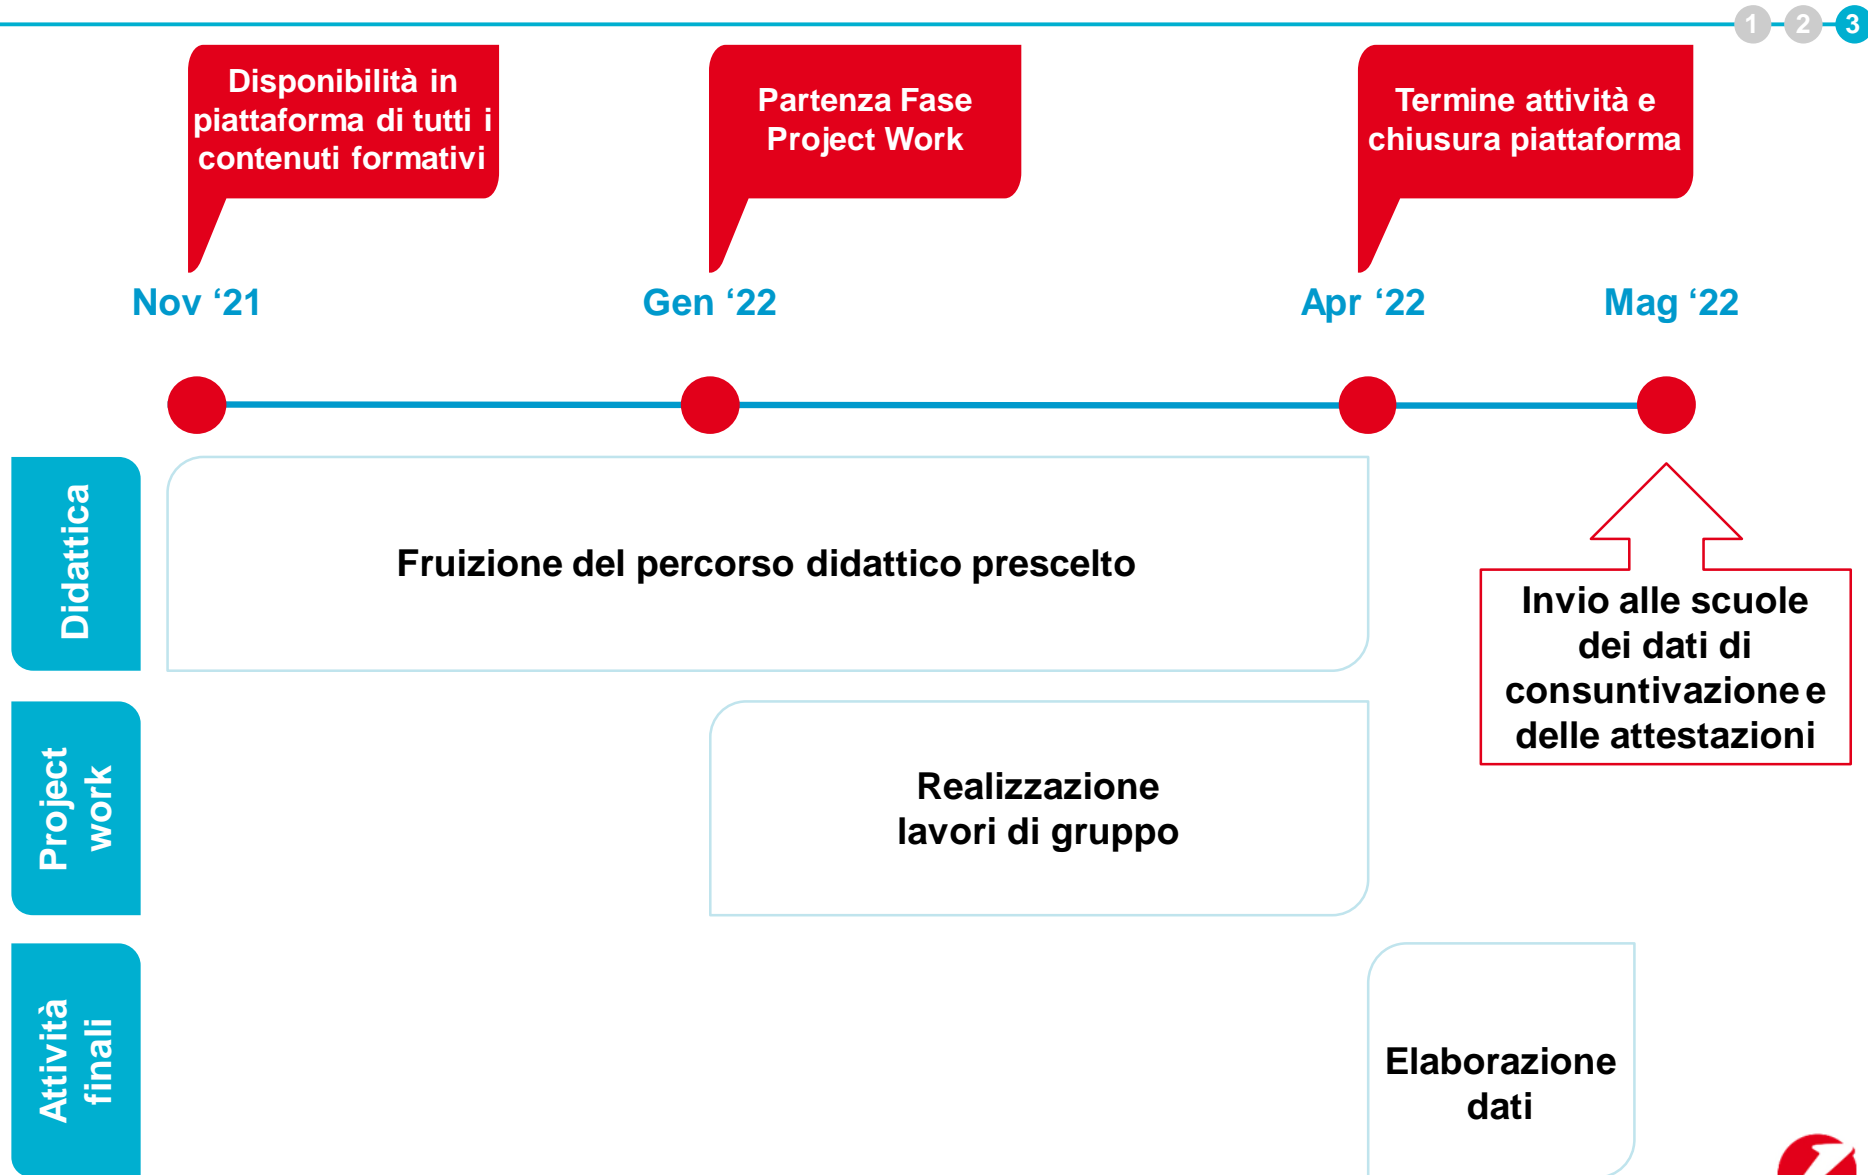 1 2 3
Disponibilità in
piattaforma di tutti i
contenuti formativi
Partenza Fase
Project Work
Termine attività e
chiusura piattaforma
Nov ‘21
Gen ‘22
Apr ‘22
Mag ‘22
Didattica
Fruizione del percorso didattico prescelto
Invio alle scuole
dei dati di
consuntivazione e
delle attestazioni
Project
work
Realizzazione
lavori di gruppo
Attività
finali
Elaborazione
dati